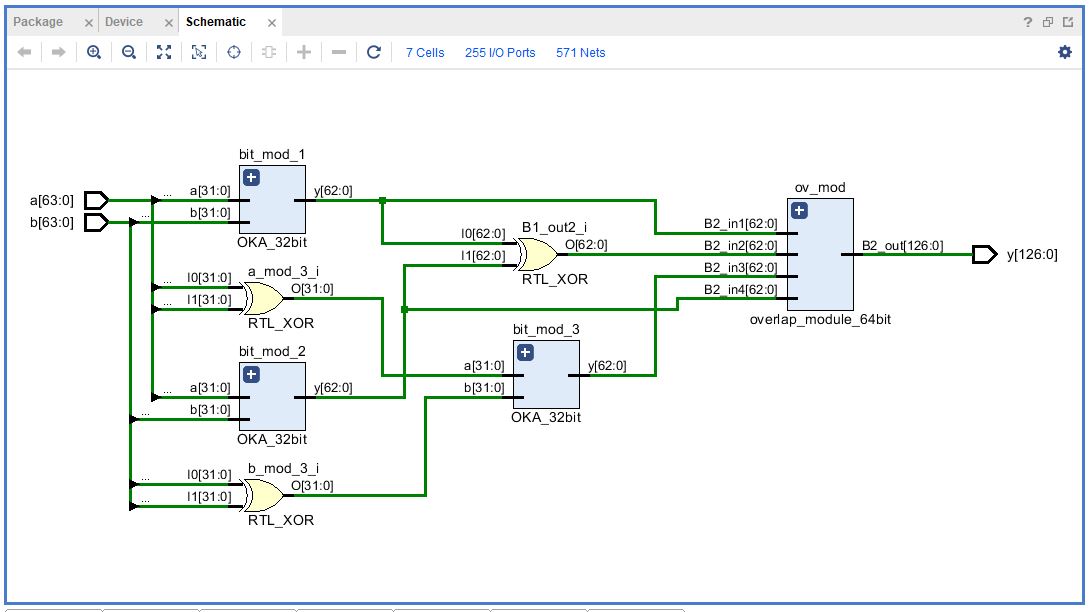 Package
Device
Schematic
7 Cells
255 I/O Ports
571 Nets
bit_mod_1
a[63:0]
b[63:0]
...
...
a[31:0]
b[31:0]
y[62:0]
OKA_32bit
a_mod_3_i
...
...
I0[31:0]
I1[31:0]
O[31:0]
RTL_XOR
bit_mod_2
...
...
a[31:0]
b[31:0]
y[62:0]
OKA_32bit
b_mod_3_i
...
...
I0[31:0]
I1[31:0]
O[31:0]
RTL_XOR
B1_out2_i
I0[62:0]
I1[62:0]
O[62:0]
RTL_XOR
bit_mod_3
a[31:0]
b[31:0]
y[62:0]
OKA_32bit
ov_mod
B2_in1[62:0]
B2_in2[62:0]
B2_in3[62:0]
B2_in4[62:0]
B2_out[126:0]
overlap_module_64bit
y[126:0]